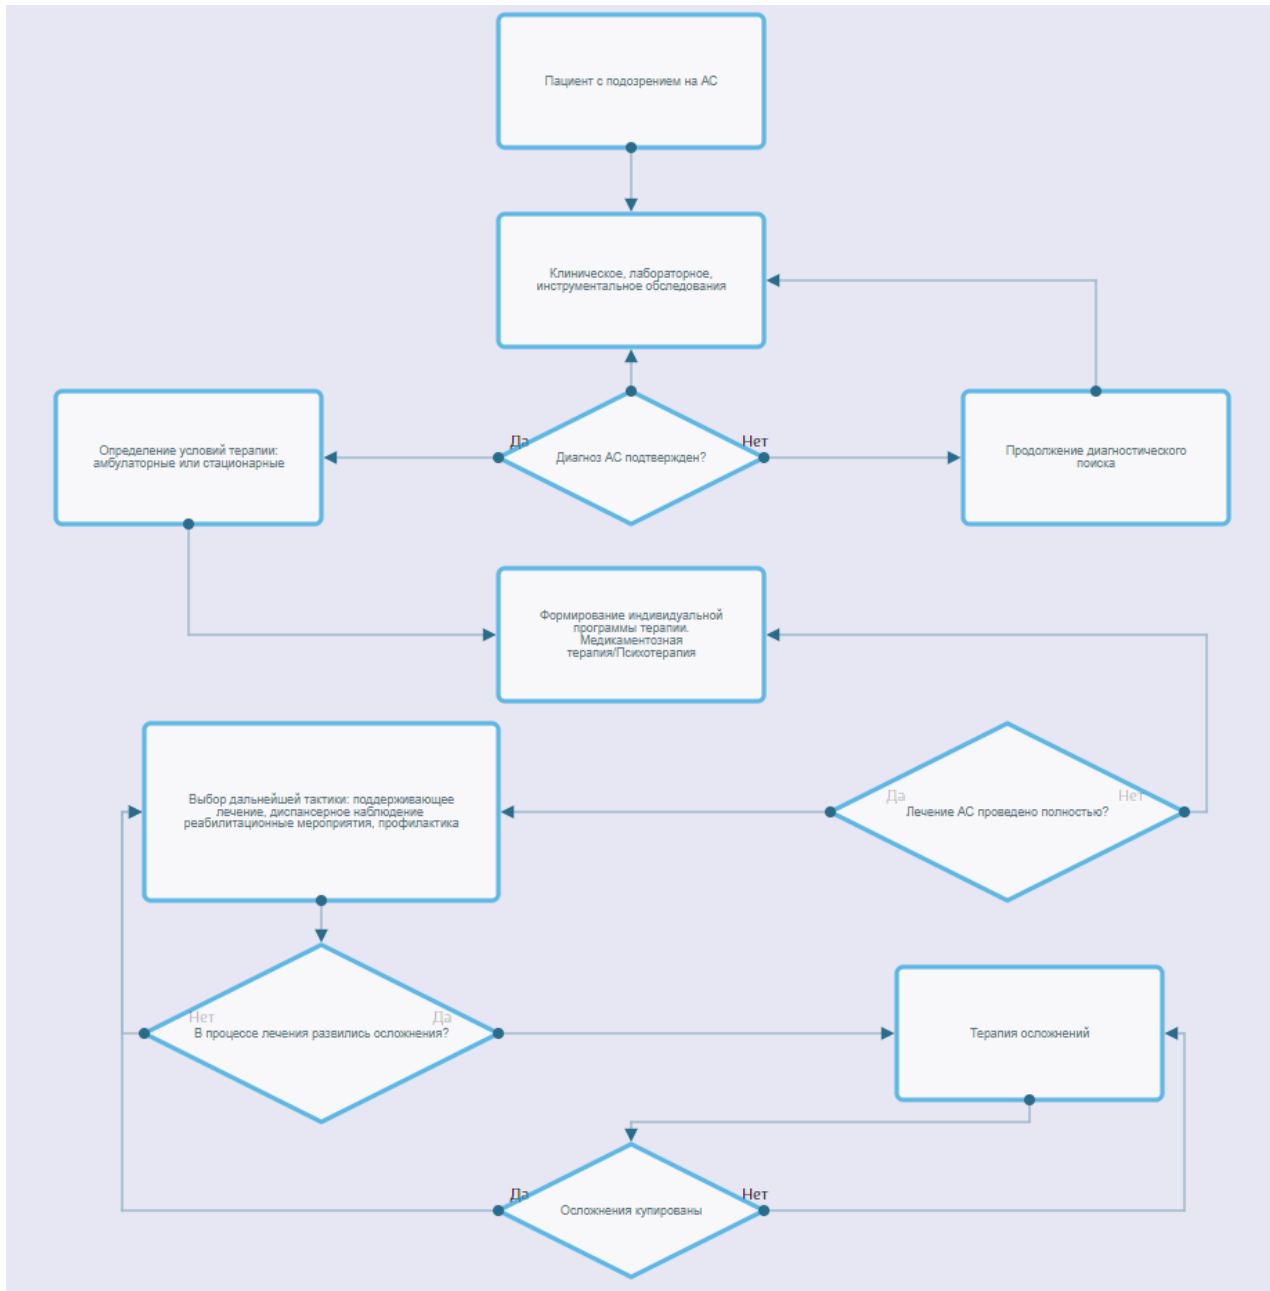 Пациент с подозрением на АС
Клиническое, лабораторное,
инструментальное обследования
Определение условий терапии:
амбулаторные или стационарные
Да
Диагноз АС подтвержден?
Нет
Продолжение диагностического
поиска
Формирование индивидуальной
программы терапии.
Медикаментозная
терапия/Психотерапия
Выбор дальнейшей тактики: поддерживающее
лечение, диспансерное наблюдение
реабилитационные мероприятия, профилактика
Да
Нет
Лечение АС проведено полностью?
Нет
Да
В процессе лечения развились осложнения?
Терапия осложнений
Да
Нет
Осложнения купированы